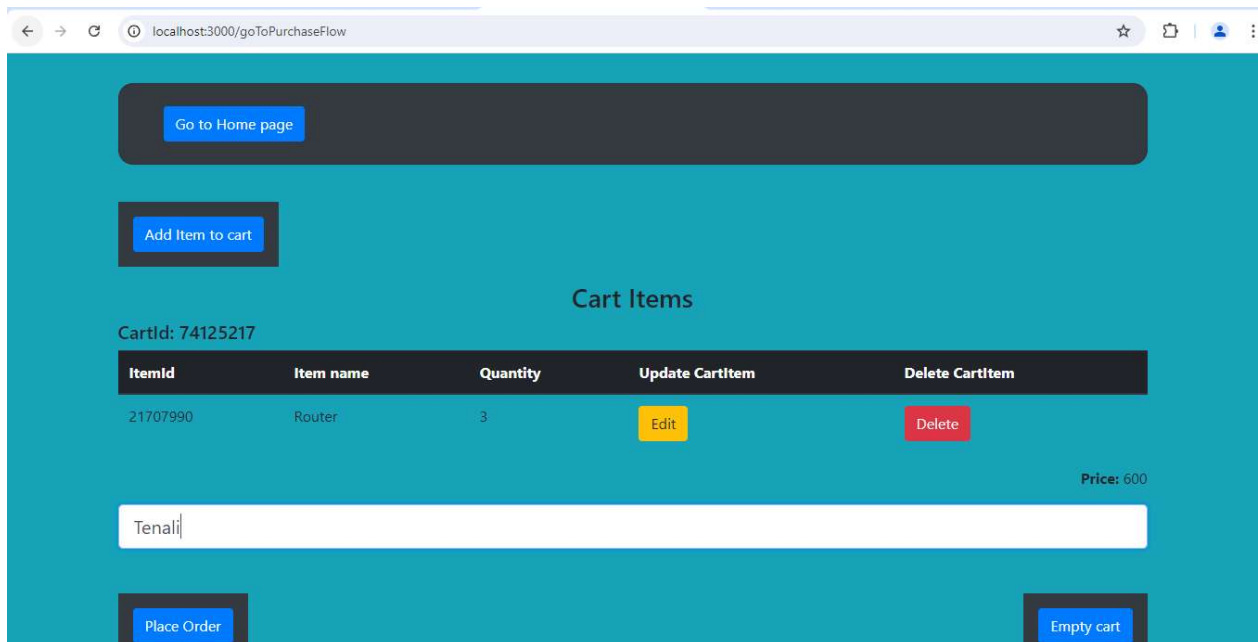 localhost:3000/goToPurchaseFlow
Go to Home page
Add Item to cart
Cart Items
CartId: 74125217
ItemId Item name Quantity Update CartItem Delete CartItem
21707990 Router 3 Edit Delete
Price: 600
Tenali
Place Order Empty cart